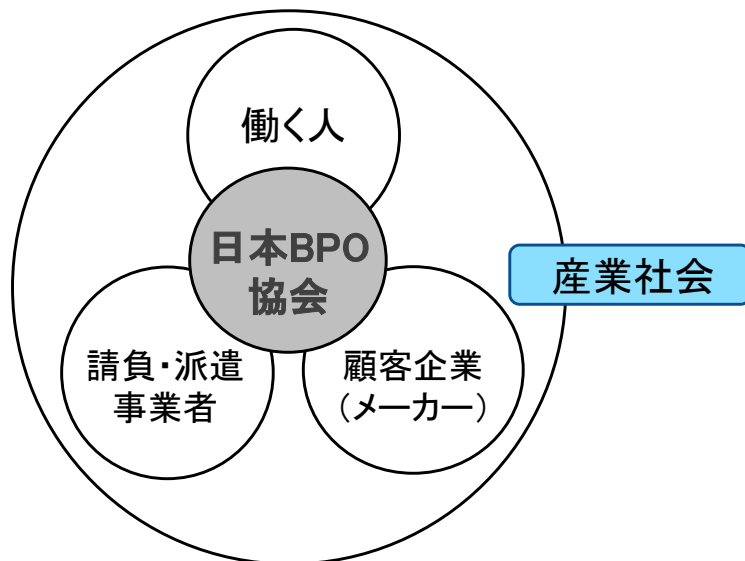 働く人
日本BPO
協会
産業社会
請負・派遣
事業者
顧客企業
（メーカー）